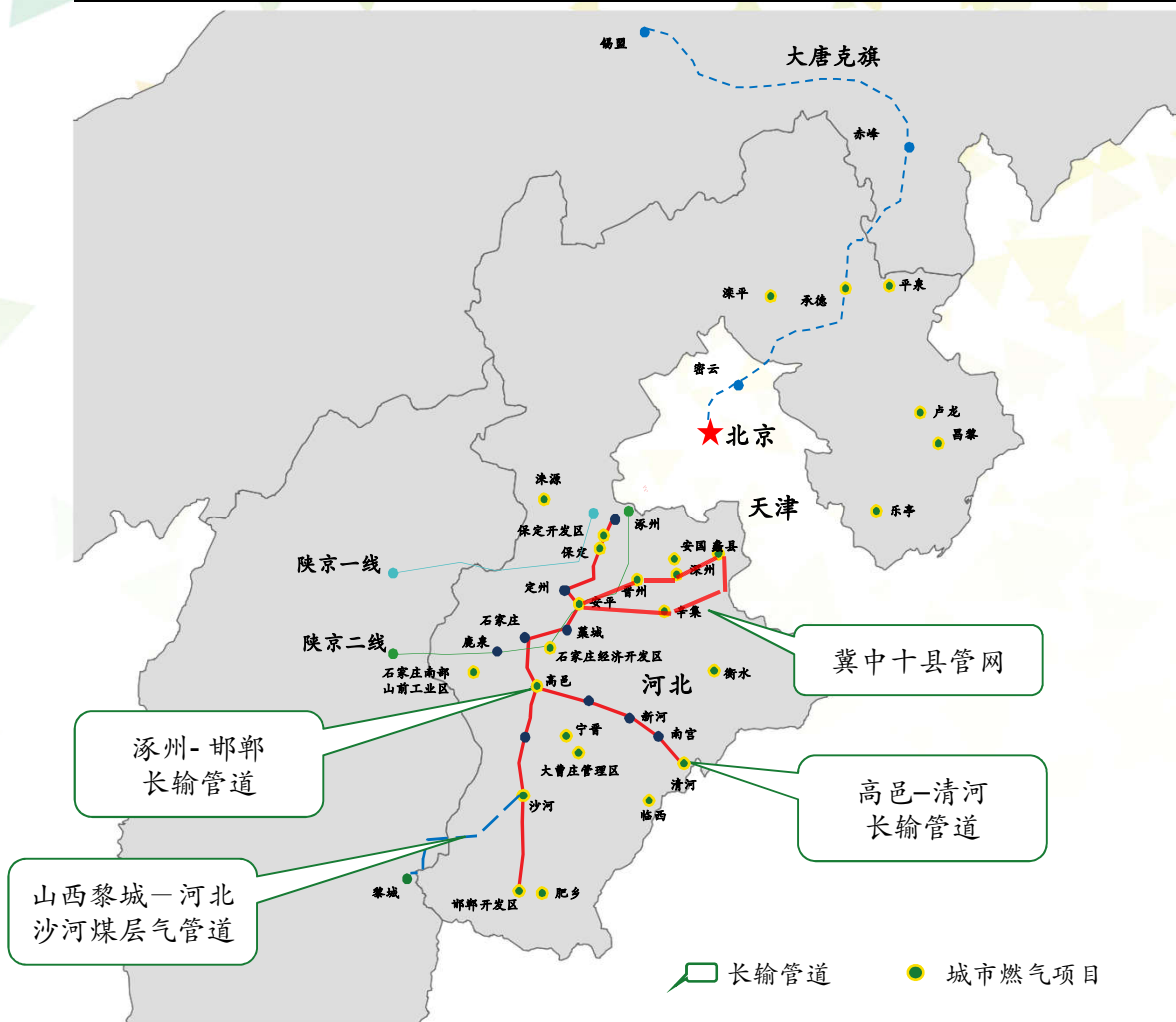 锡盟
大唐克旗
赤峰
滦平
承德
平泉
密云
北京
卢龙
昌黎
天津
乐亭
涞源
涿州
保定开发区
保定
安国
蠡县
深州
陕京一线
定州
晋州
安平
辛集
石家庄
藁城
陕京二线
鹿泉
石家庄经济开发区
石家庄南部
山前工业区
高邑
河北
衡水
冀中十县管网
新河
南宫
宁晋
大曹庄管理区
清河
涿州- 邯郸
长输管道
沙河
临西
高邑–清河
长输管道
山西黎城－河北
沙河煤层气管道
黎城
邯郸开发区
肥乡
长输管道
城市燃气项目